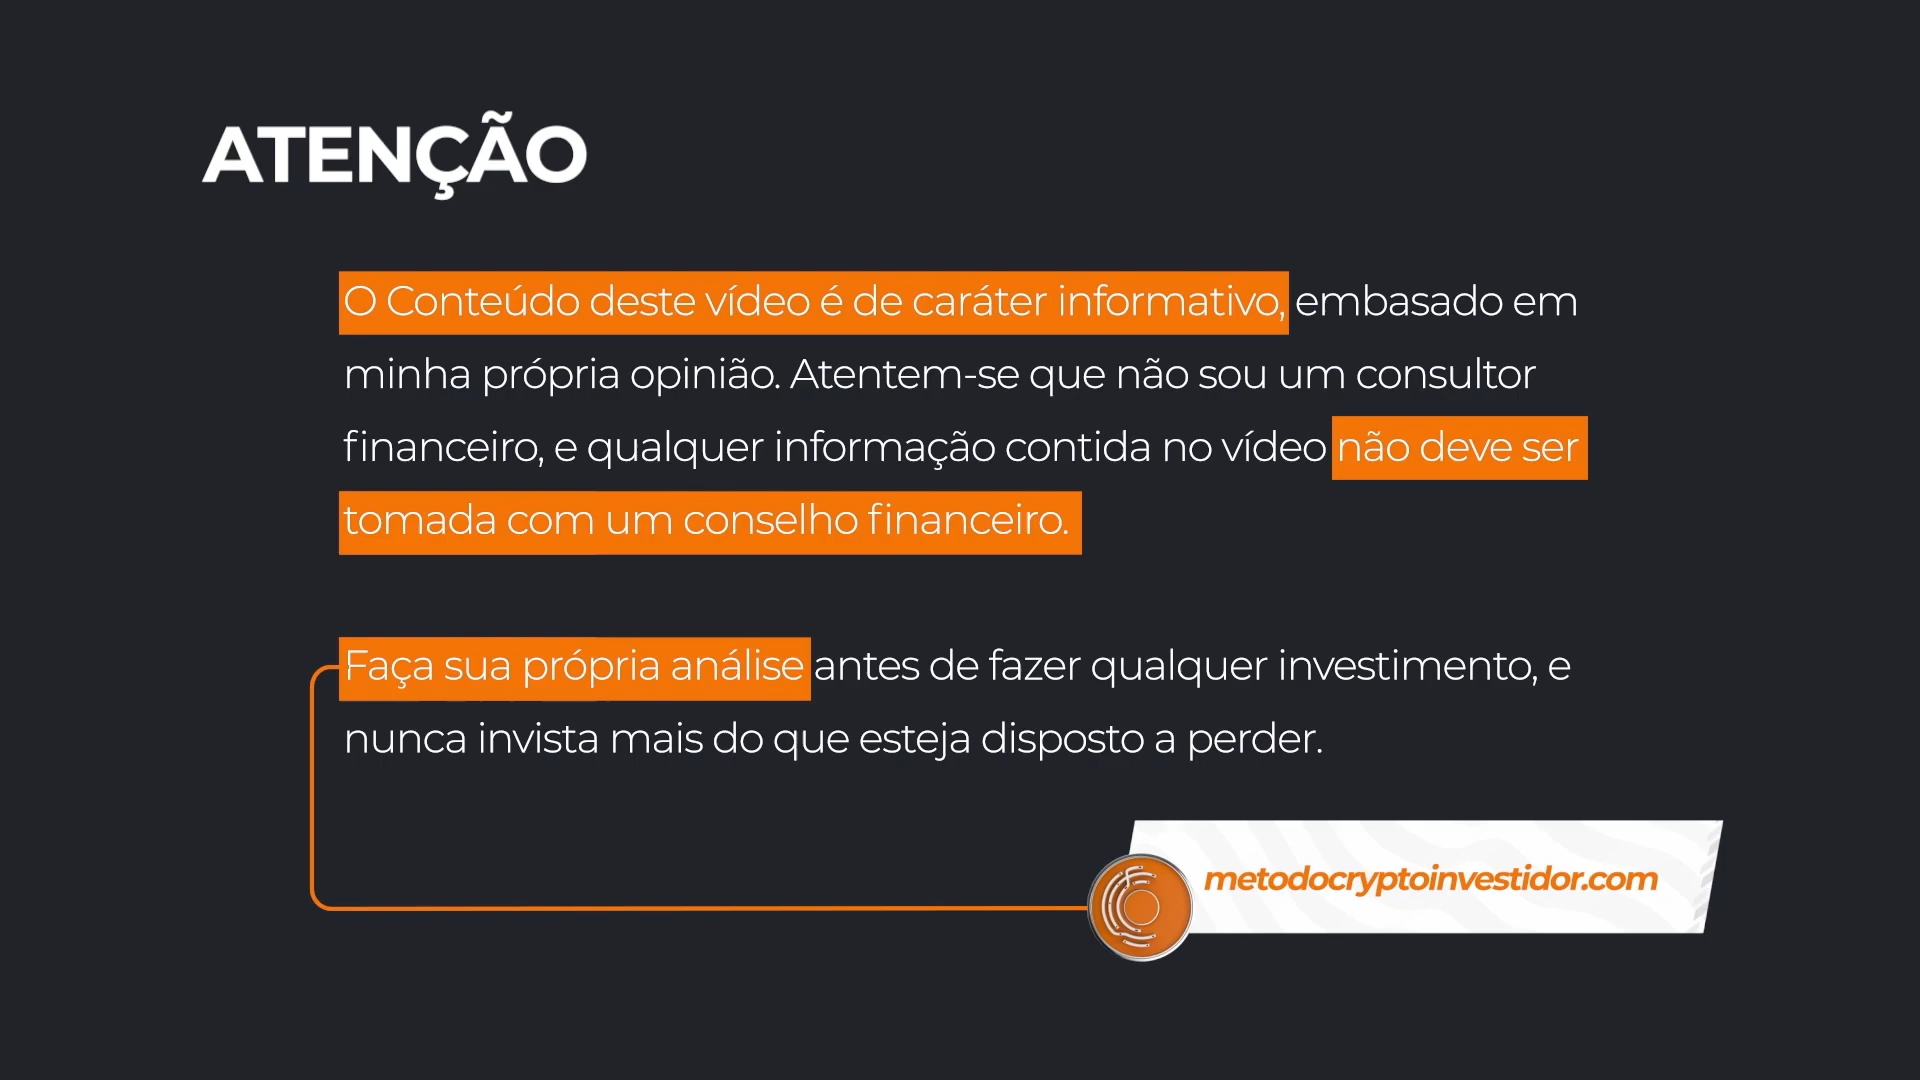 ATENÇÃO
O Conteúdo deste vídeo é de caráter informativo, embasado em
minha própria opinião. Atentem-se que não sou um consultor
financeiro, e qualquer informação contida no vídeo não deve ser
tomada com um conselho financeiro.
Faça sua própria análise antes de fazer qualquer investimento, e
nunca invista mais do que esteja disposto a perder.
metodocryptoinvestidor.com